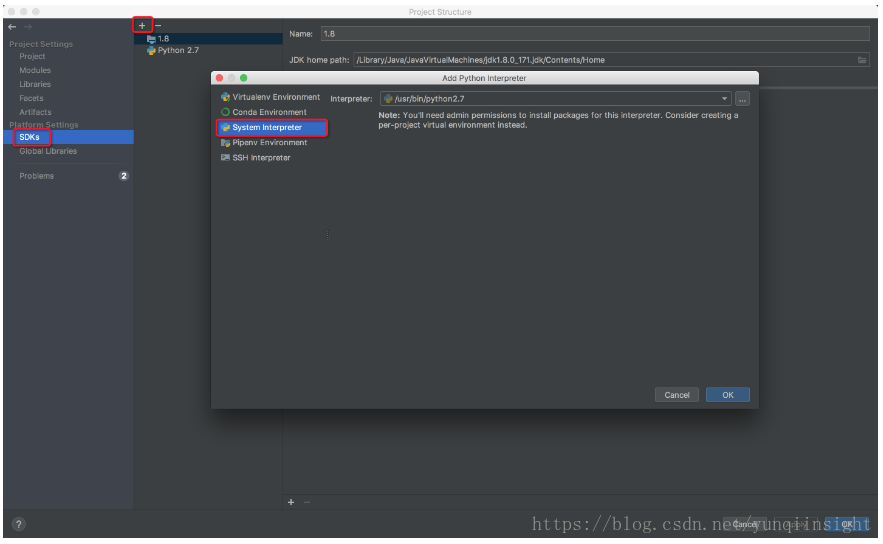 Project Structure
Project Settings
Project
Modules
Libraries
Facets
Artifacts
Platform Settings
SDKs
Global Libraries
Problems 2
1.8
Python 2.7
Name: 1.8
JDK home path: /Library/Java/JavaVirtualMachines/jdk1.8.0_171.jdk/Contents/Home
Add Python Interpreter
Virtualenv Environment
Conda Environment
System Interpreter
Pipenv Environment
SSH Interpreter
Interpreter: /usr/bin/python2.7
Note: You'll need admin permissions to install packages for this interpreter. Consider creating a
per-project virtual environment instead.
Cancel OK
? Cancel Apply OK
https://blog.csdn.net/yunqiinsight